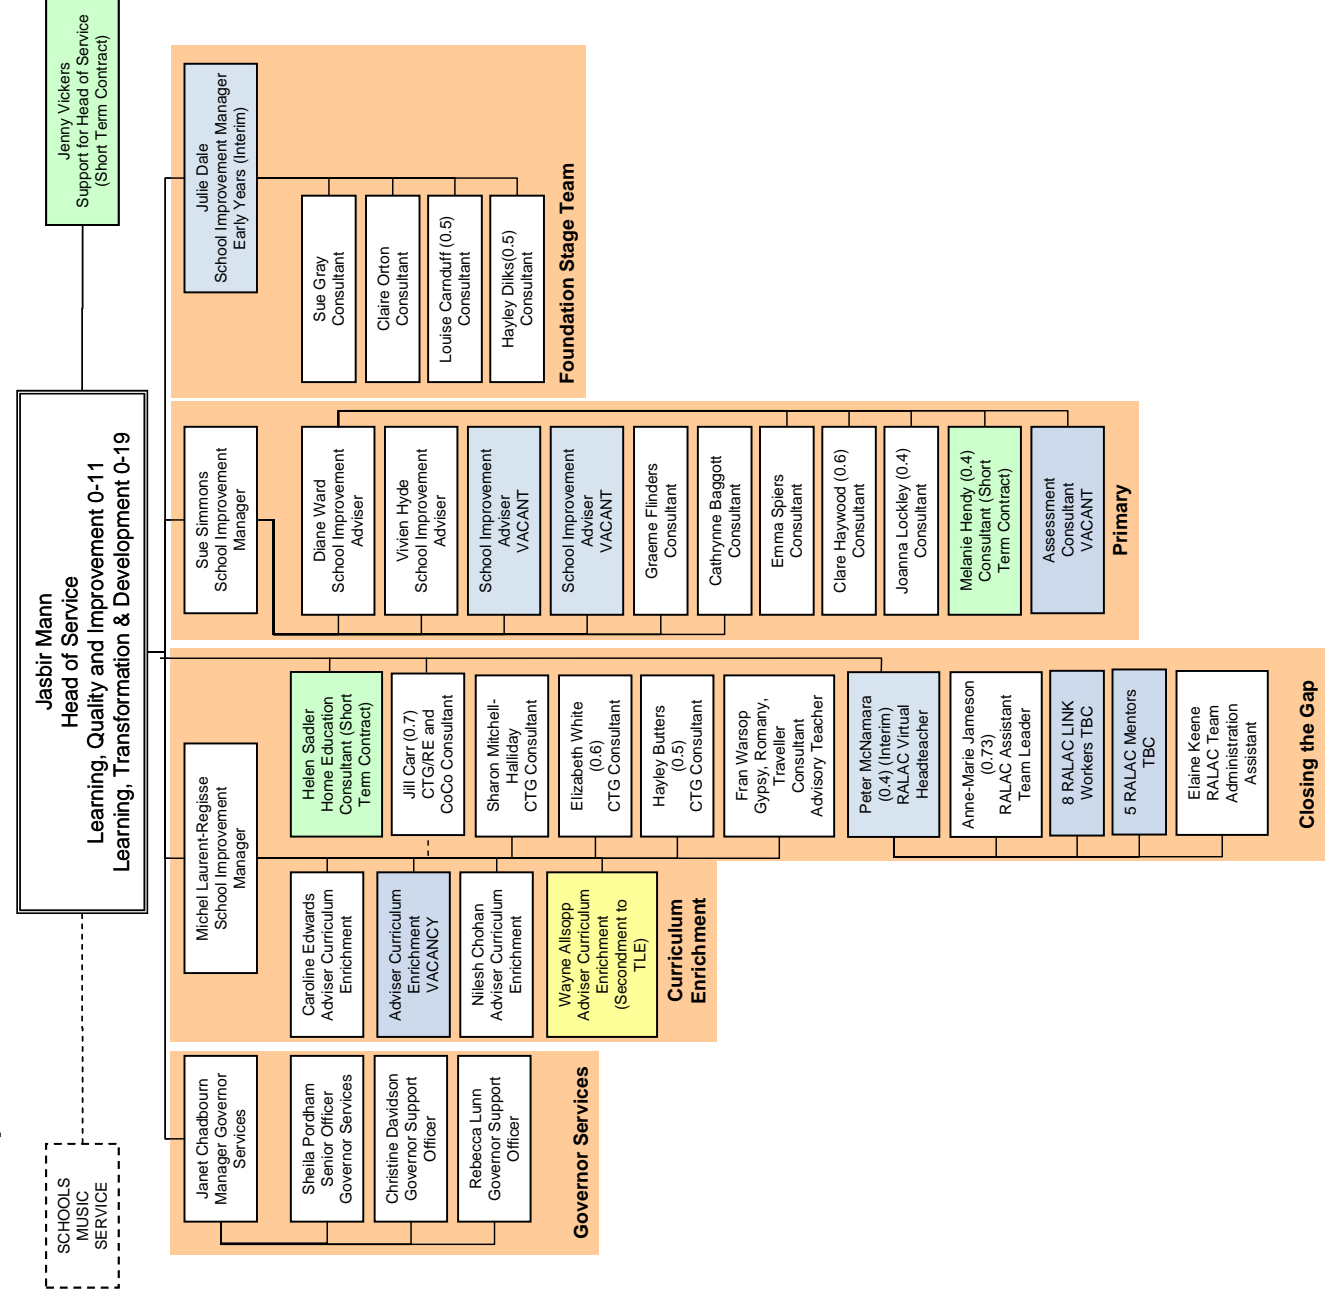 Jenny Vickers
Support for Head of Service
(Short Term Contract)
Jasbir Mann
Head of Service
Learning, Quality and Improvement 0-11
Learning, Transformation & Development 0-19
SCHOOLS
MUSIC
SERVICE
Janet Chadbourn
Manager Governor
Services
Sheila Pordham
Senior Officer
Governor Services
Christine Davidson
Governor Support
Officer
Rebecca Lunn
Governor Support
Officer
Governor Services
Michel Laurent-Regisse
School Improvement
Manager
Caroline Edwards
Adviser Curriculum
Enrichment
Adviser Curriculum
Enrichment
VACANCY
Nilesh Chohan
Adviser Curriculum
Enrichment
Wayne Allsopp
Adviser Curriculum
Enrichment
(Secondment to
TLE)
Curriculum
Enrichment
Helen Sadler
Home Education
Consultant (Short
Term Contract)
Jill Carr (0.7)
CTG/RE and
CoCo Consultant
Sharon Mitchell-
Halliday
CTG Consultant
Elizabeth White
(0.6)
CTG Consultant
Hayley Butters
(0.5)
CTG Consultant
Fran Warsop
Gypsy, Romany,
Traveller
Consultant
Advisory Teacher
Peter McNamara
(0.4) (Interim)
RALAC Virtual
Headteacher
Anne-Marie Jameson
(0.73)
RALAC Assistant
Team Leader
8 RALAC LINK
Workers TBC
5 RALAC Mentors
TBC
Elaine Keene
RALAC Team
Administration
Assistant
Closing the Gap
Sue Simmons
School Improvement
Manager
Diane Ward
School Improvement
Adviser
Vivien Hyde
School Improvement
Adviser
School Improvement
Adviser
VACANT
School Improvement
Adviser
VACANT
Graeme Flinders
Consultant
Cathrynne Baggott
Consultant
Emma Spiers
Consultant
Clare Haywood (0.6)
Consultant
Joanna Lockley (0.4)
Consultant
Melanie Hendy (0.4)
Consultant (Short
Term Contract)
Assessment
Consultant
VACANT
Primary
Julie Dale
School Improvement Manager
Early Years (Interim)
Sue Gray
Consultant
Claire Orton
Consultant
Louise Carnduff (0.5)
Consultant
Hayley Dilks(0.5)
Consultant
Foundation Stage Team